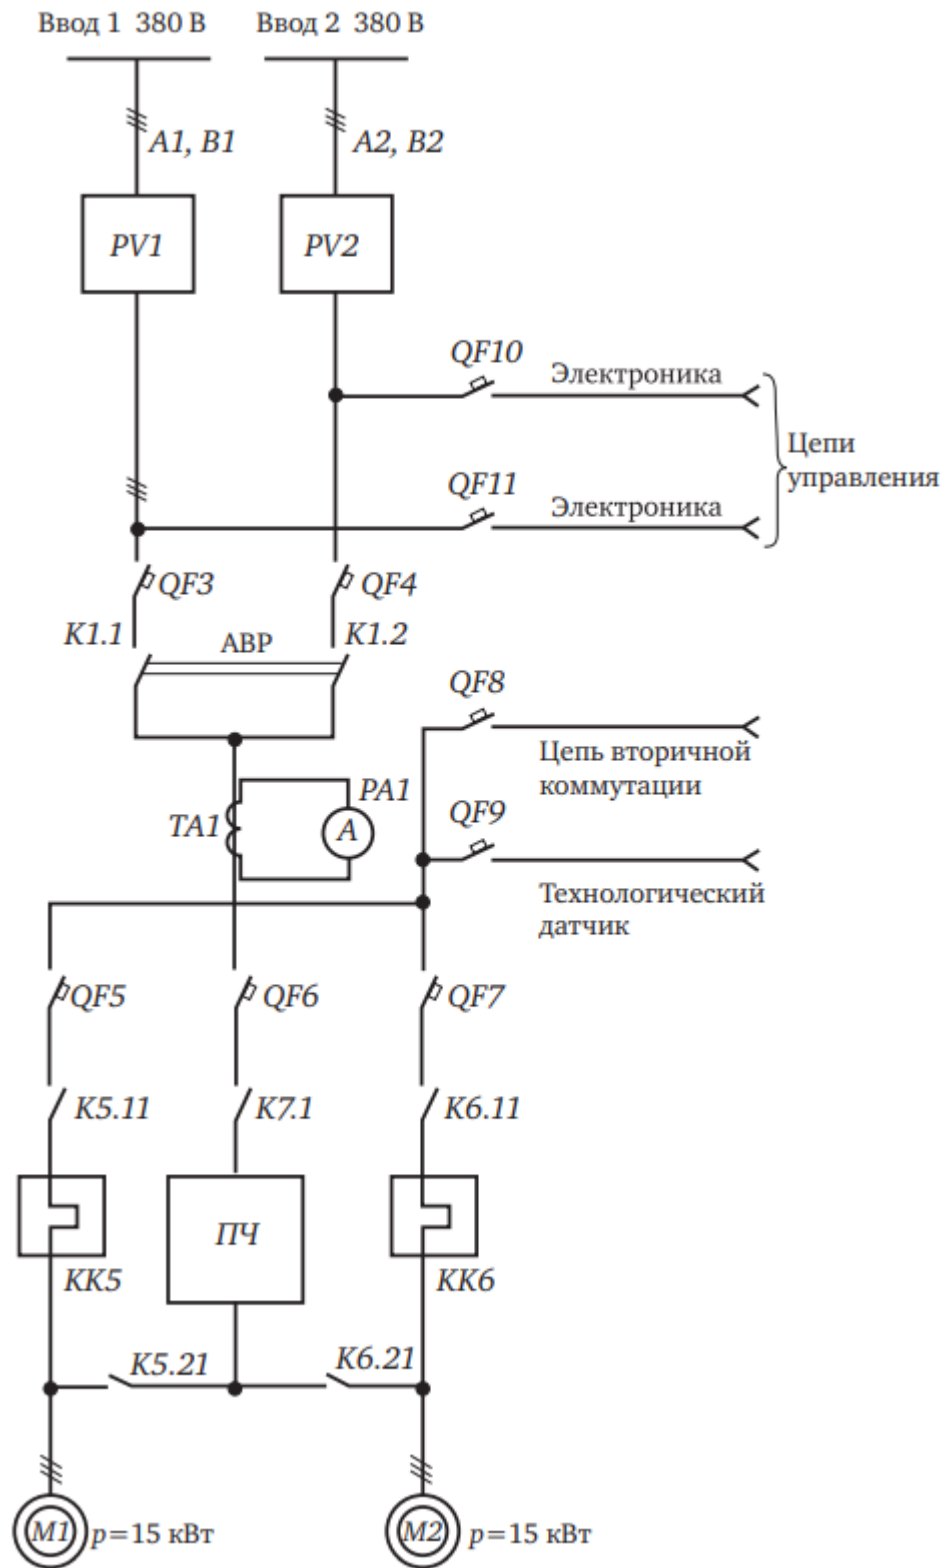 Ввод 1 380 В
Ввод 2 380 В
A1, B1
A2, B2
PV1
PV2
QF10
Электроника
Цепи
управления
QF11
Электроника
QF3
QF4
K1.1
АВР
K1.2
QF8
Цепь вторичной
коммутации
PA1
TA1
A
QF9
Технологический
датчик
QF5
QF6
QF7
K5.11
K7.1
K6.11
ПЧ
KK5
KK6
K5.21
K6.21
M1
p=15 кВт
M2
p=15 кВт